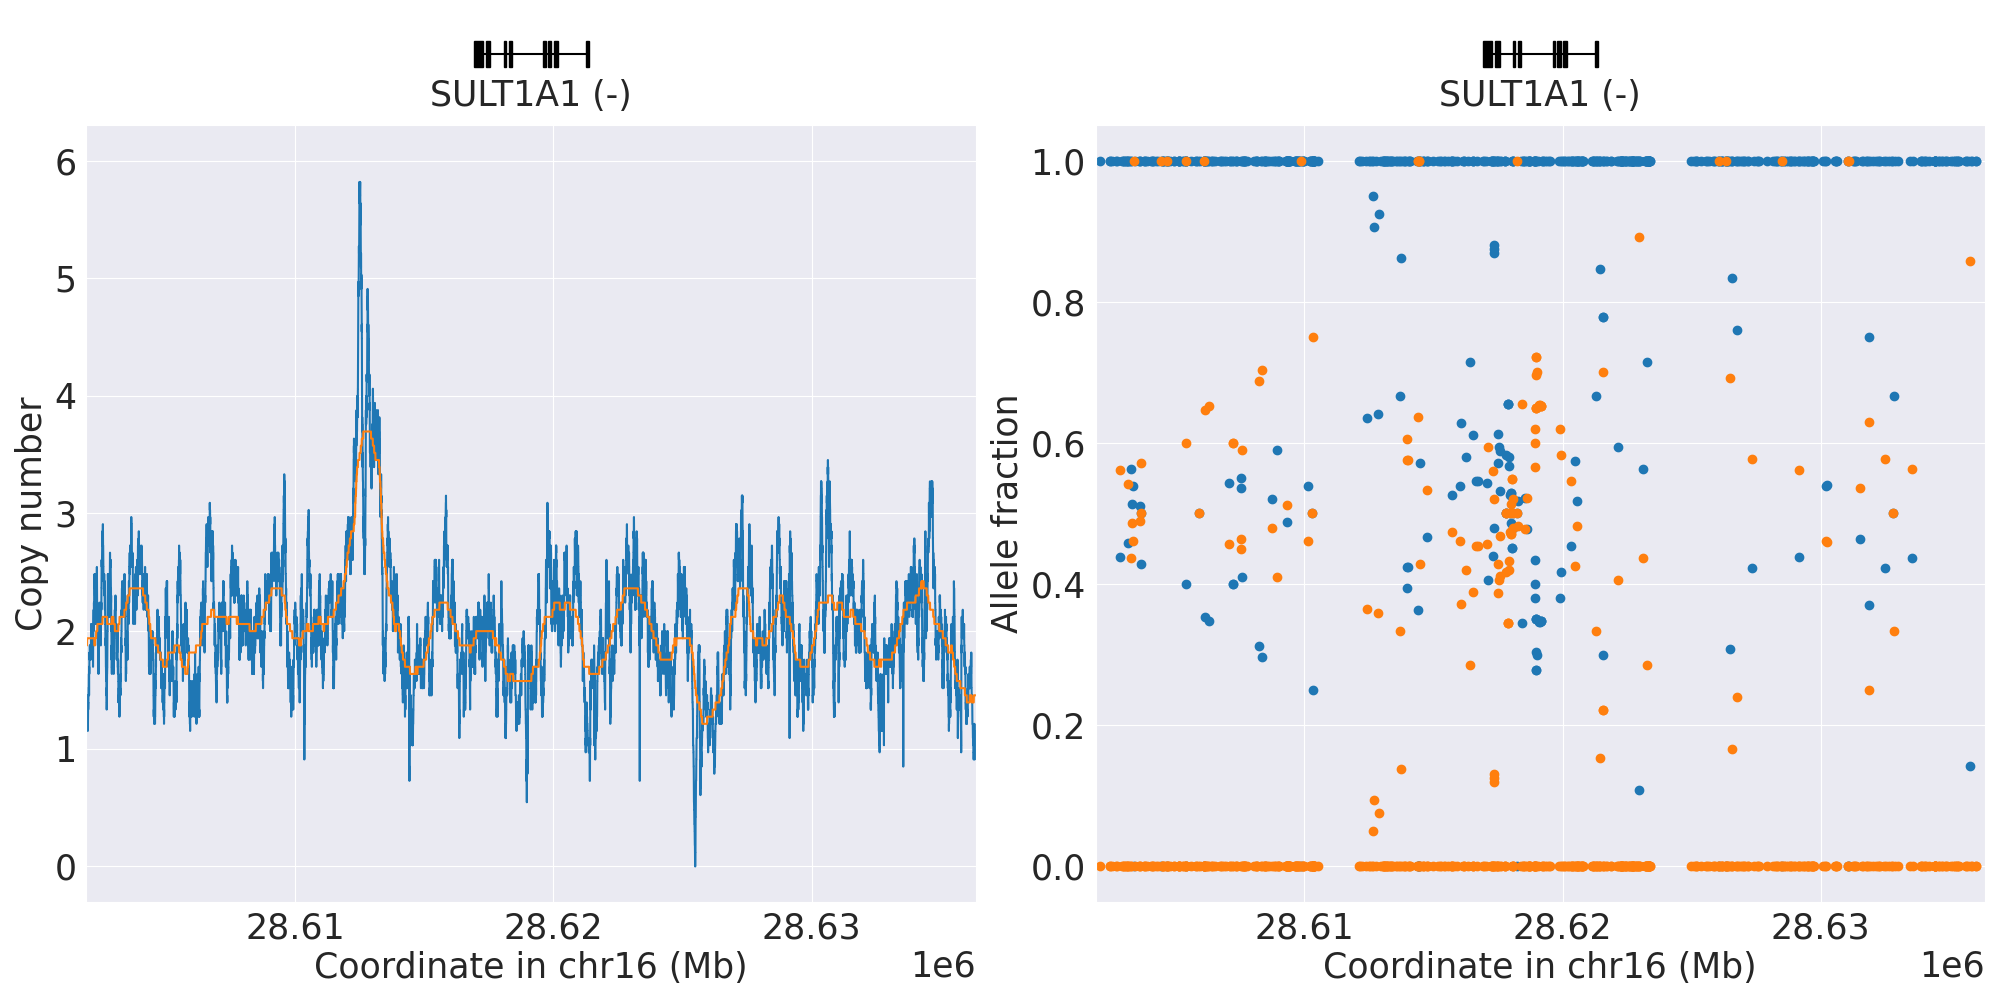 SULT1A1 (-)
SULT1A1 (-)
Copy number
6
5
4
3
2
1
0
28.61
28.62
28.63
Coordinate in chr16 (Mb)
1e6
Allele fraction
1.0
0.8
0.6
0.4
0.2
0.0
28.61
28.62
28.63
Coordinate in chr16 (Mb)
1e6